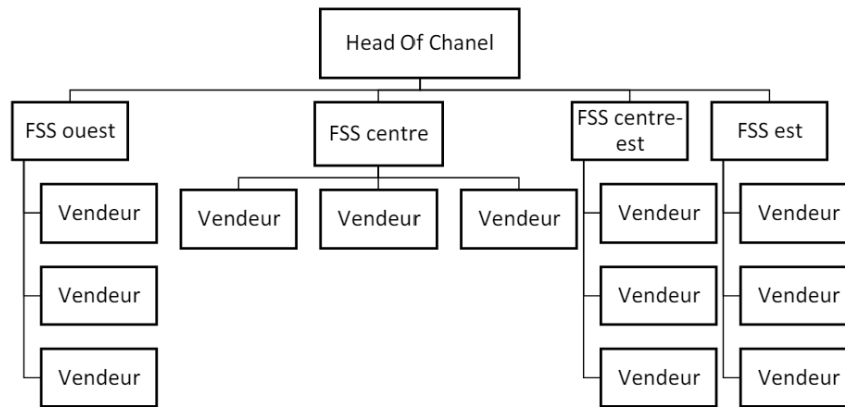 Head Of Chanel
FSS ouest
FSS centre
FSS centre-
est
FSS est
Vendeur
Vendeur
Vendeur
Vendeur
Vendeur
Vendeur
Vendeur
Vendeur
Vendeur
Vendeur
Vendeur
Vendeur